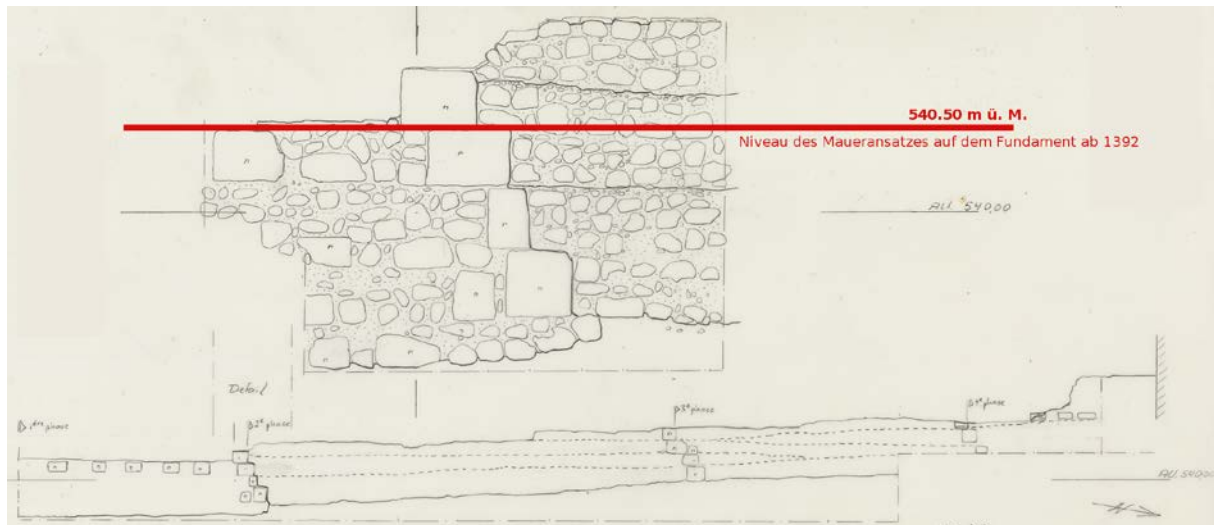 540.50 m ü. M.
Niveau des Maueransatzes auf dem Fundament ab 1392
Alt. 540.00
Détail
1ère phase
2e phase
3e phase
4e phase
Alt. 540.00
N